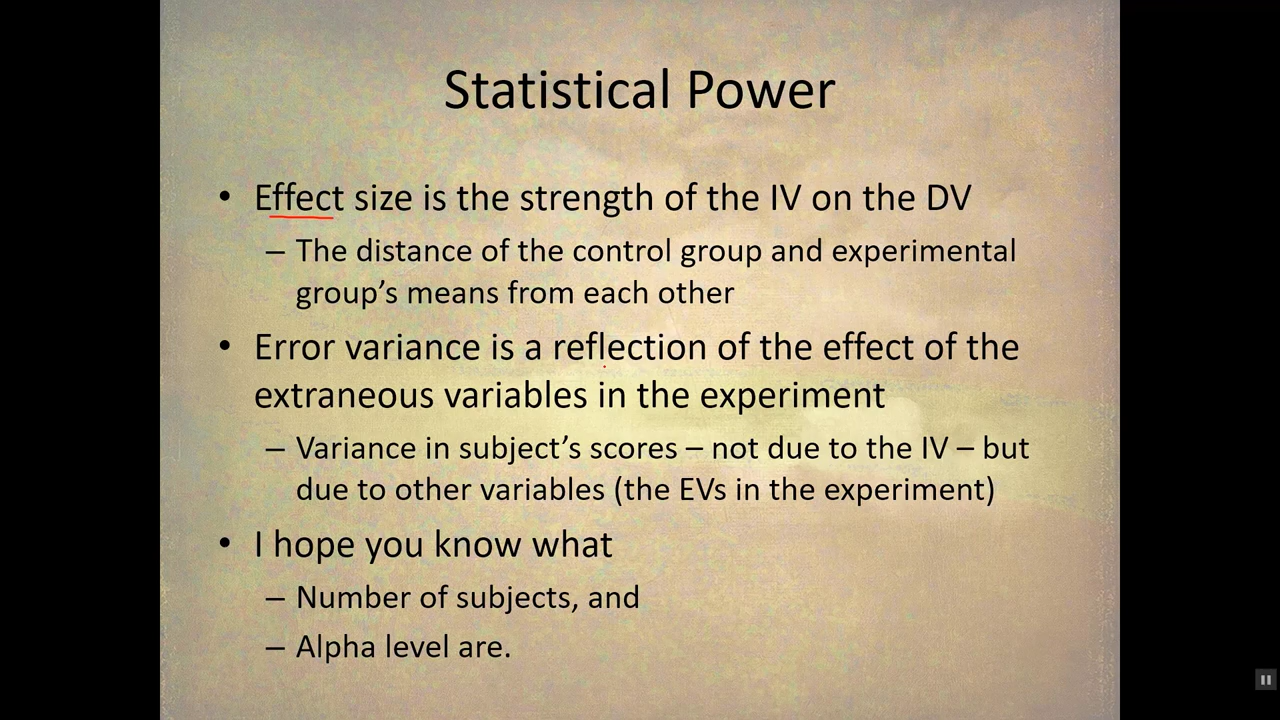 Statistical Power
• Effect size is the strength of the IV on the DV
– The distance of the control group and experimental
group’s means from each other
• Error variance is a reflection of the effect of the
extraneous variables in the experiment
– Variance in subject’s scores – not due to the IV – but
due to other variables (the EVs in the experiment)
• I hope you know what
– Number of subjects, and
– Alpha level are.